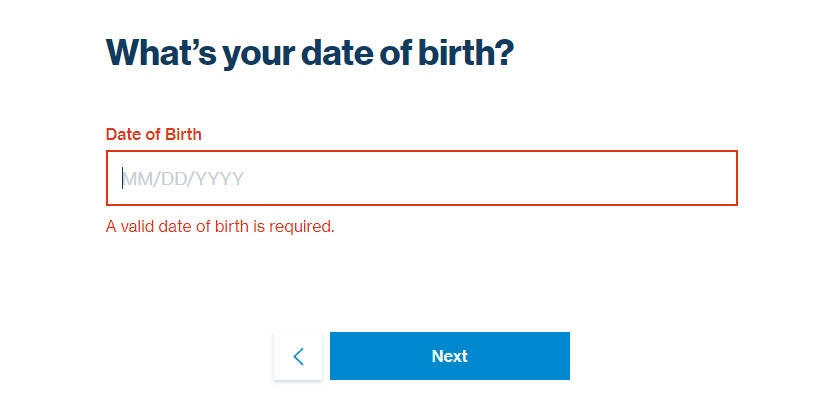 What's your date of birth?
Date of Birth
MM/DD/YYYY
A valid date of birth is required.
Next